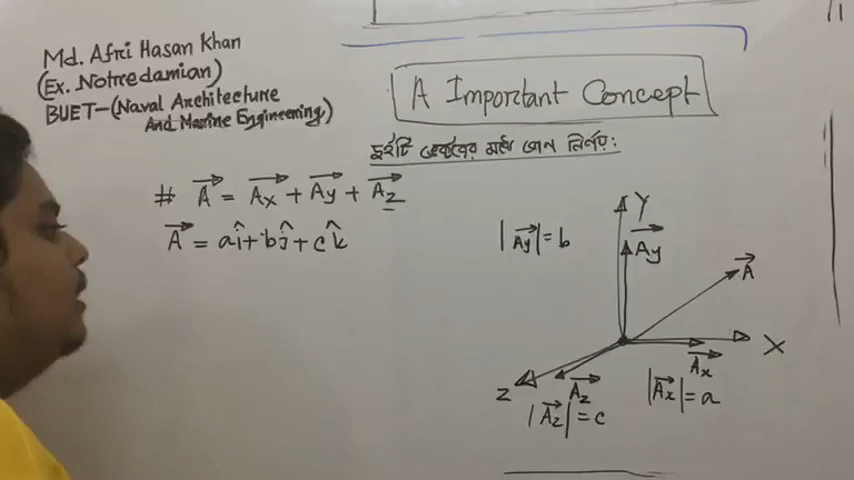 Md. Afri Hasan Khan
(Ex. Notredamian)
BUET-(Naval Architecture
And Marine Engineering)
A Important Concept
দুইটি ভেক্টরের মধ্যে কোন নির্নয়:
# A⃗ = A⃗x + A⃗y + A⃗z
A⃗ = aî + bĵ + ck̂
|A⃗y| = b
Y
A⃗y
A⃗
X
A⃗x
|A⃗x| = a
Z
A⃗z
|A⃗z| = c